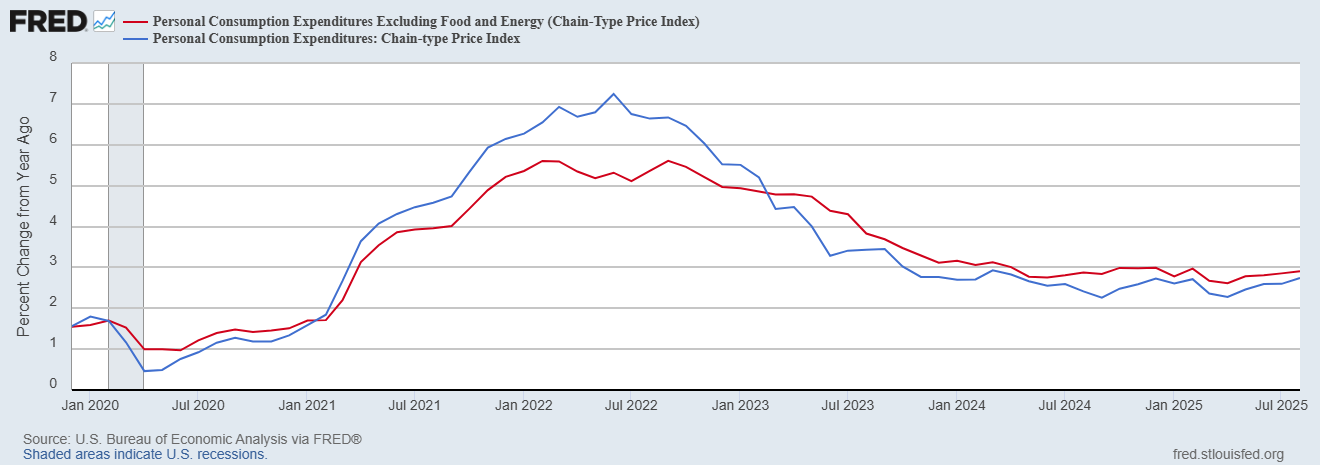 FRED
Personal Consumption Expenditures Excluding Food and Energy (Chain-Type Price Index)
Personal Consumption Expenditures: Chain-type Price Index
Percent Change from Year Ago
8
7
6
5
4
3
2
1
0
Jan 2020 Jul 2020 Jan 2021 Jul 2021 Jan 2022 Jul 2022 Jan 2023 Jul 2023 Jan 2024 Jul 2024 Jan 2025 Jul 2025
Source: U.S. Bureau of Economic Analysis via FRED®
Shaded areas indicate U.S. recessions.
fred.stlouisfed.org